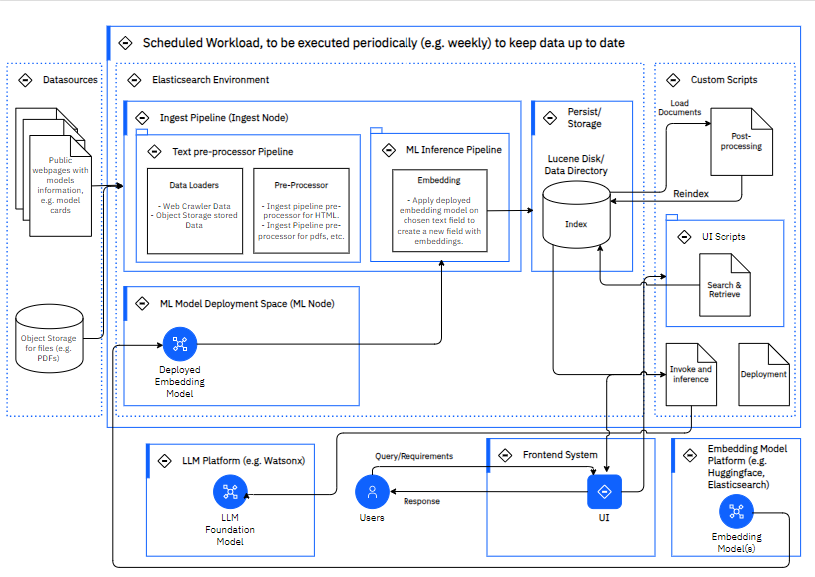 Scheduled Workload, to be executed periodically (e.g. weekly) to keep data up to date
Datasources
Public
webpages with
models
information,
e.g. model
cards
Object Storage
for files (e.g.
PDFs)
Elasticsearch Environment
Ingest Pipeline (Ingest Node)
Text pre-processor Pipeline
Data Loaders
- Web Crawler Data
- Object Storage stored
Data
Pre-Processor
- Ingest pipeline pre-
processor for HTML.
- Ingest Pipeline pre-
processor for pdfs, etc.
ML Inference Pipeline
Embedding
- Apply deployed
embedding model on
chosen text field to
create a new field with
embeddings.
Persist/
Storage
Lucene Disk/
Data Directory
Index
ML Model Deployment Space (ML Node)
Deployed
Embedding
Model
Custom Scripts
Load
Documents
Post-
processing
Reindex
UI Scripts
Search &
Retrieve
Invoke and
inference
Deployment
LLM Platform (e.g. Watsonx)
LLM
Foundation
Model
Query/Requirements
Users
Response
Frontend System
UI
Embedding Model
Platform (e.g.
Huggingface,
Elasticsearch)
Embedding
Model(s)